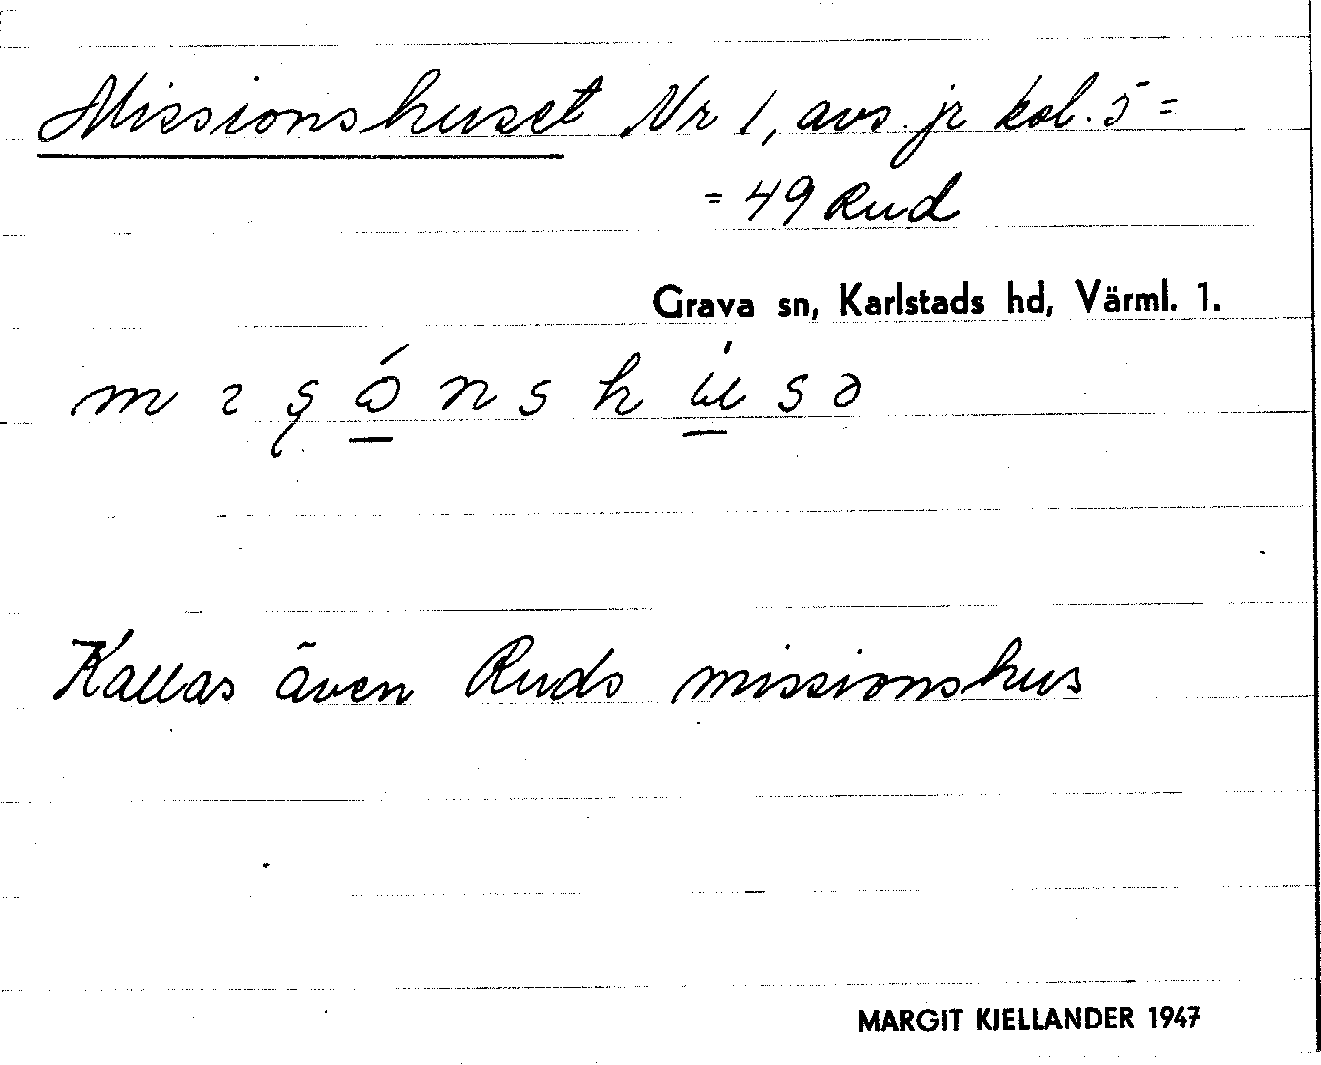 Missionshuset Nr 1, avs. jr kol. 5 =
= 49 Rud
Grava sn, Karlstads hd, Värml. 1.
Kallas även Ruds missionshus
MARGIT KJELLANDER 1947